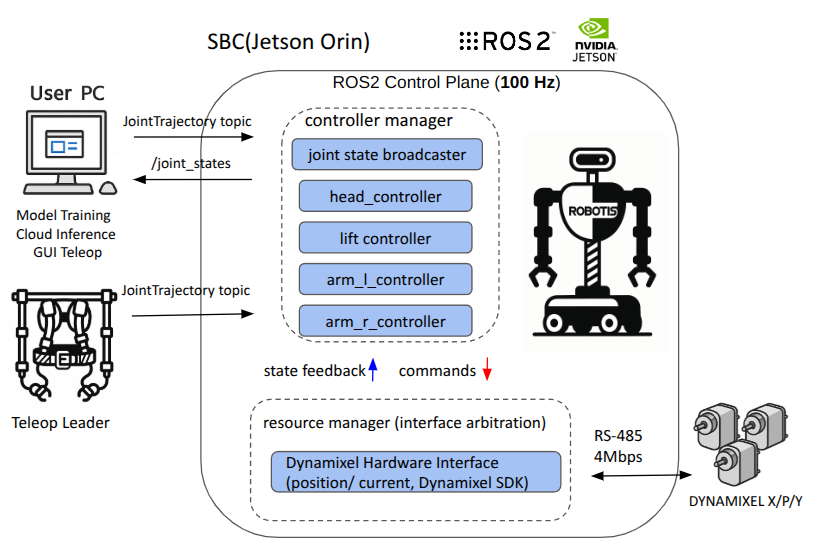 SBC(Jetson Orin)
ROS 2
NVIDIA.
JETSON
ROS2 Control Plane (100 Hz)
User PC
JointTrajectory topic
/joint_states
Model Training
Cloud Inference
GUI Teleop
JointTrajectory topic
Teleop Leader
controller manager
joint state broadcaster
head_controller
lift controller
arm_l_controller
arm_r_controller
ROBOTIS
state feedback
commands
resource manager (interface arbitration)
Dynamixel Hardware Interface
(position/ current, Dynamixel SDK)
RS-485
4Mbps
DYNAMIXEL X/P/Y